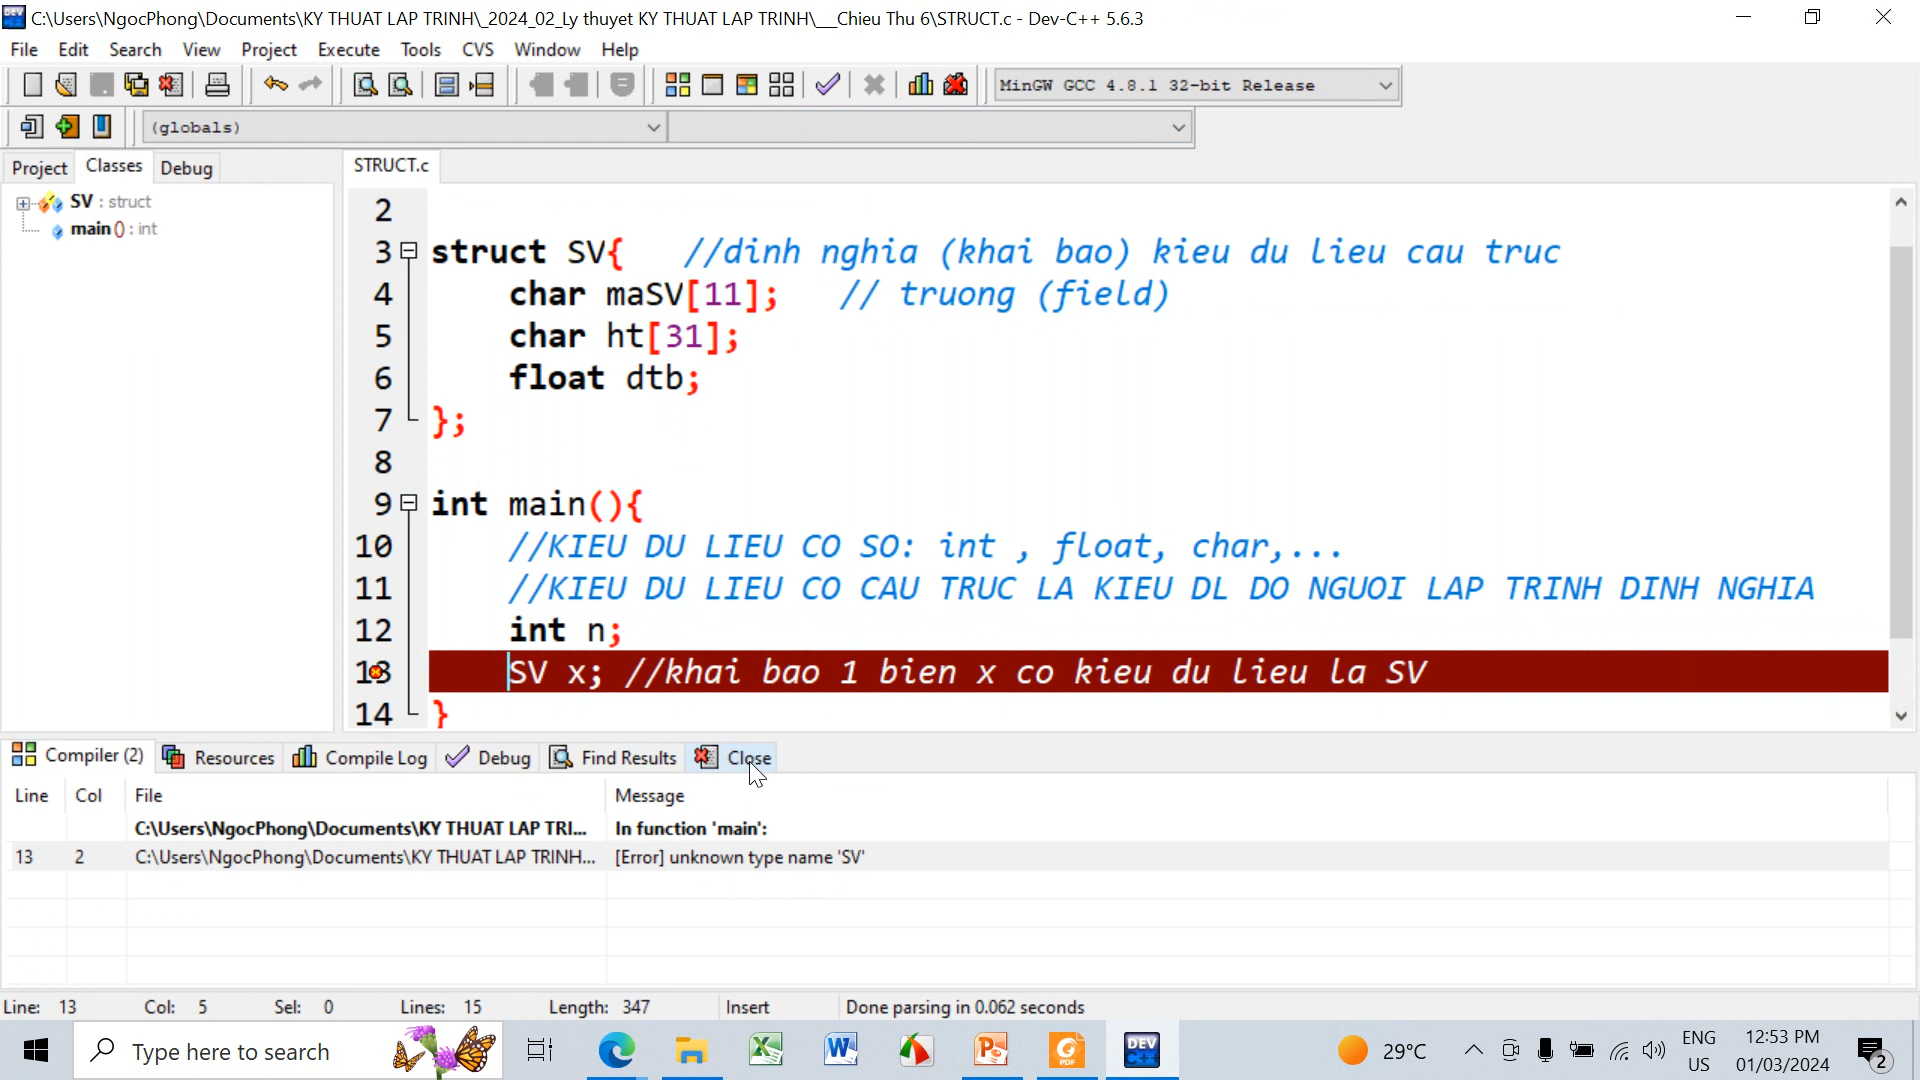 C:\Users\NgocPhong\Documents\KY THUAT LAP TRINH\_2024_02_Ly thuyet KY THUAT LAP TRINH\__Chieu Thu 6\STRUCT.c - Dev-C++ 5.6.3
File Edit Search View Project Execute Tools CVS Window Help
MinGW GCC 4.8.1 32-bit Release
(globals)
Project Classes Debug
STRUCT.c
SV : struct
main () : int
2
3 struct SV{ //dinh nghia (khai bao) kieu du lieu cau truc
4 char maSV[11]; // truong (field)
5 char ht[31];
6 float dtb;
7 };
8
9 int main(){
10 //KIEU DU LIEU CO SO: int , float, char,...
11 //KIEU DU LIEU CO CAU TRUC LA KIEU DL DO NGUOI LAP TRINH DINH NGHIA
12 int n;
13 SV x; //khai bao 1 bien x co kieu du lieu la SV
14 }
Compiler (2) Resources Compile Log Debug Find Results Close
Line Col File Message
C:\Users\NgocPhong\Documents\KY THUAT LAP TRI... In function 'main':
13 2 C:\Users\NgocPhong\Documents\KY THUAT LAP TRINH... [Error] unknown type name 'SV'
Line: 13 Col: 5 Sel: 0 Lines: 15 Length: 347 Insert Done parsing in 0.062 seconds
Type here to search
DEV
29°C
ENG
US
12:53 PM
01/03/2024
2